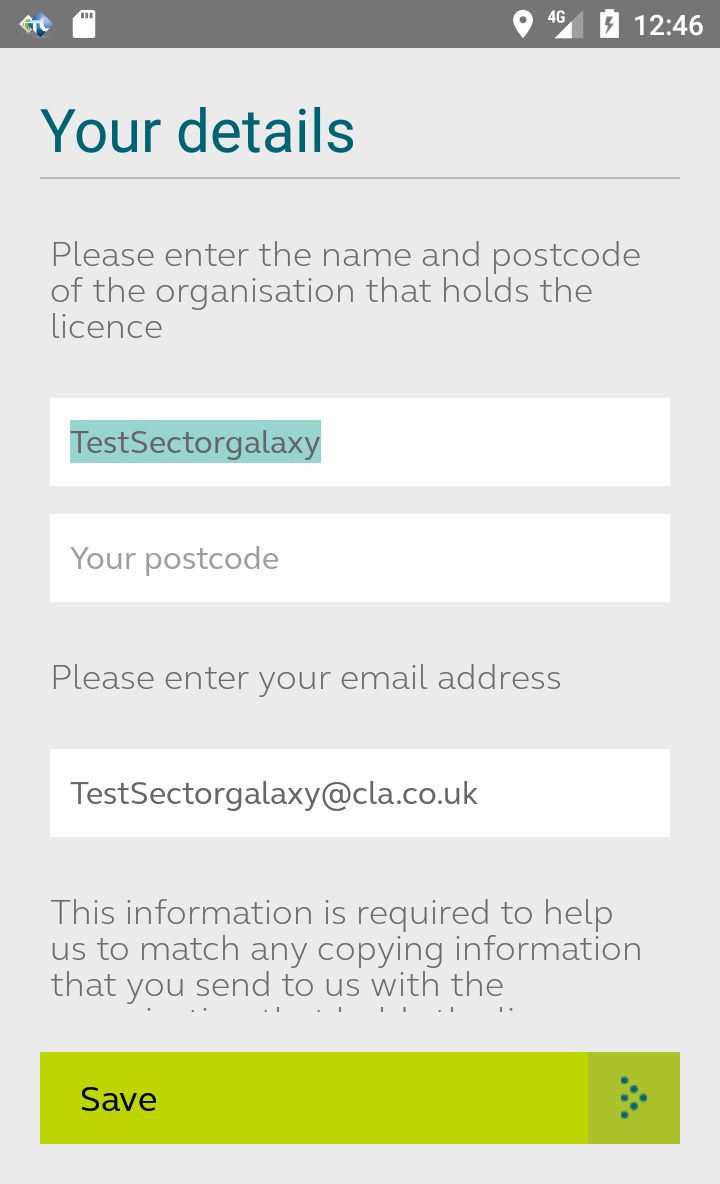 4G 12:46
Your details
Please enter the name and postcode
of the organisation that holds the
licence
TestSectorgalaxy
Your postcode
Please enter your email address
TestSectorgalaxy@cla.co.uk
This information is required to help
us to match any copying information
that you send to us with the
Save